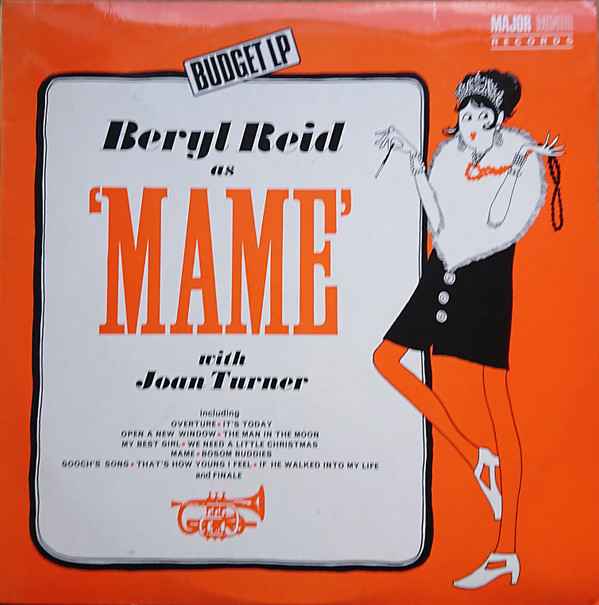 MAJOR MINOR
RECORDS
BUDGET LP
Beryl Reid
as
'MAME'
with
Joan Turner
including
OVERTURE • IT'S TODAY
OPEN A NEW WINDOW • THE MAN IN THE MOON
MY BEST GIRL • WE NEED A LITTLE CHRISTMAS
MAME • BOSOM BUDDIES
GOOCH'S SONG • THAT'S HOW YOUNG I FEEL • IF HE WALKED INTO MY LIFE
and FINALE